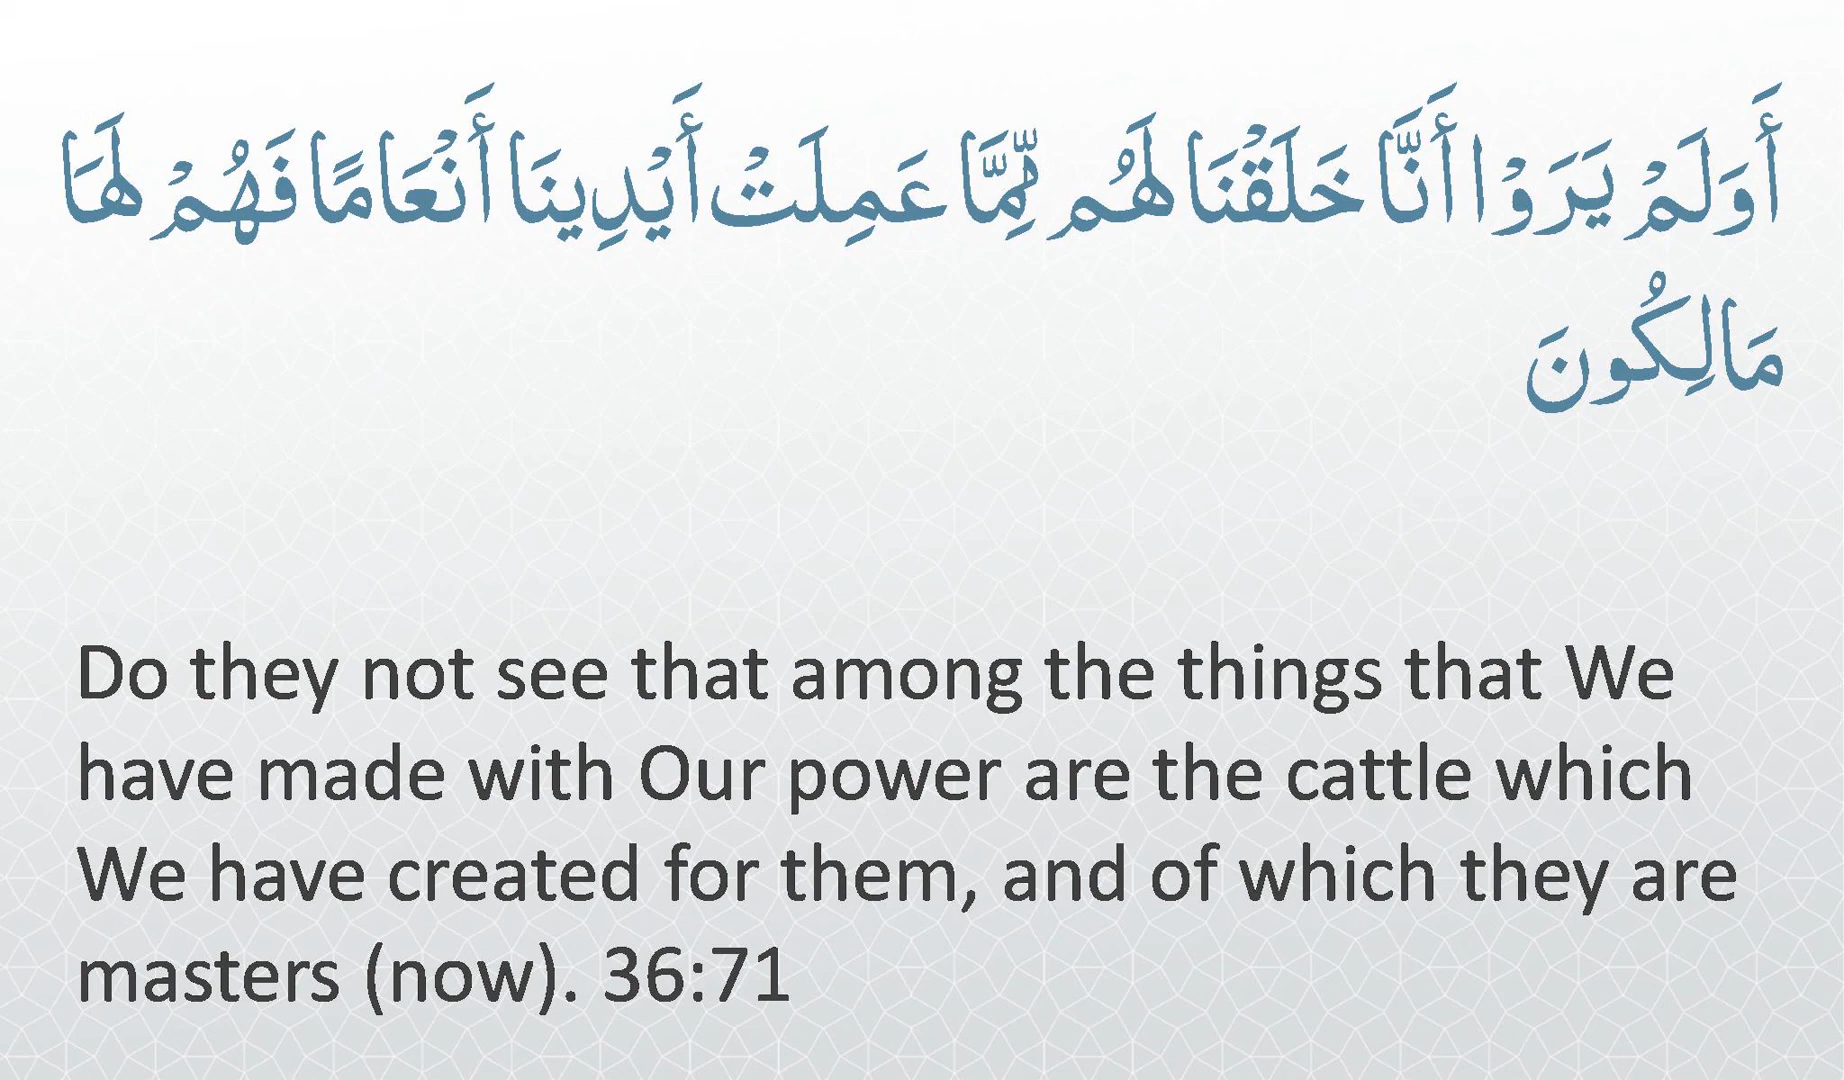 أَوَلَمْ يَرَوْا أَنَّا خَلَقْنَا لَهُم مِّمَّا عَمِلَتْ أَيْدِينَا أَنْعَامًا فَهُمْ لَهَا
مَالِكُونَ
Do they not see that among the things that We
have made with Our power are the cattle which
We have created for them, and of which they are
masters (now). 36:71